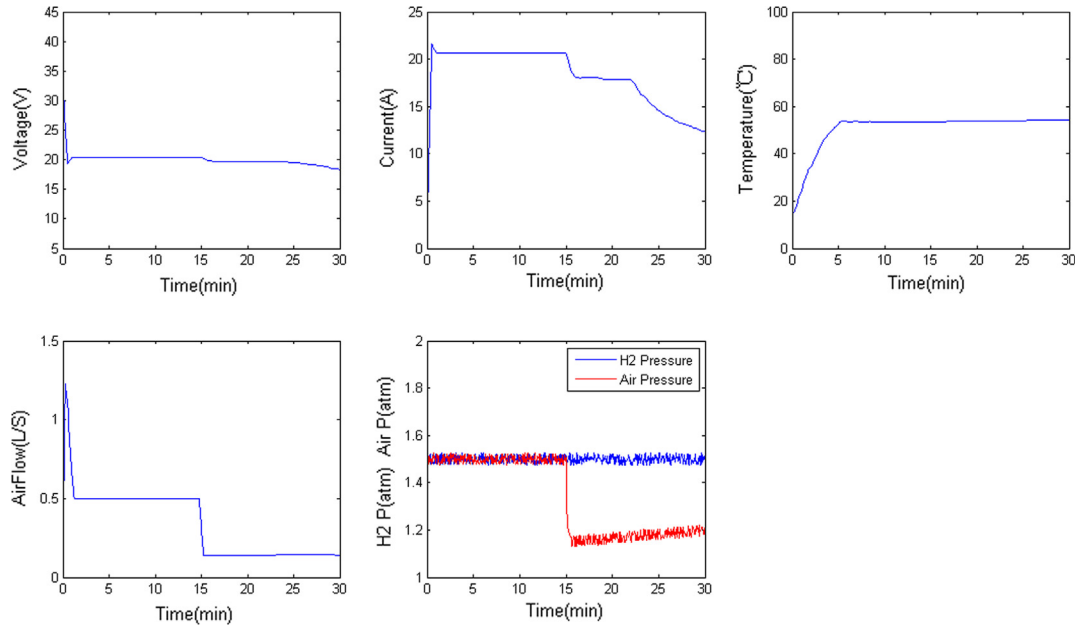 45
40
35
30
25
20
15
10
5
0 5 10 15 20 25 30
Voltage(V)
Time(min)
25
20
15
10
5
0
0 5 10 15 20 25 30
Current(A)
Time(min)
100
80
60
40
20
0
0 5 10 15 20 25 30
Temperature(℃)
Time(min)
1.5
1
0.5
0
0 5 10 15 20 25 30
AirFlow(L/S)
Time(min)
2
1.8
1.6
1.4
1.2
1
0 5 10 15 20 25 30
H2 P(atm) Air P(atm)
Time(min)
H2 Pressure
Air Pressure